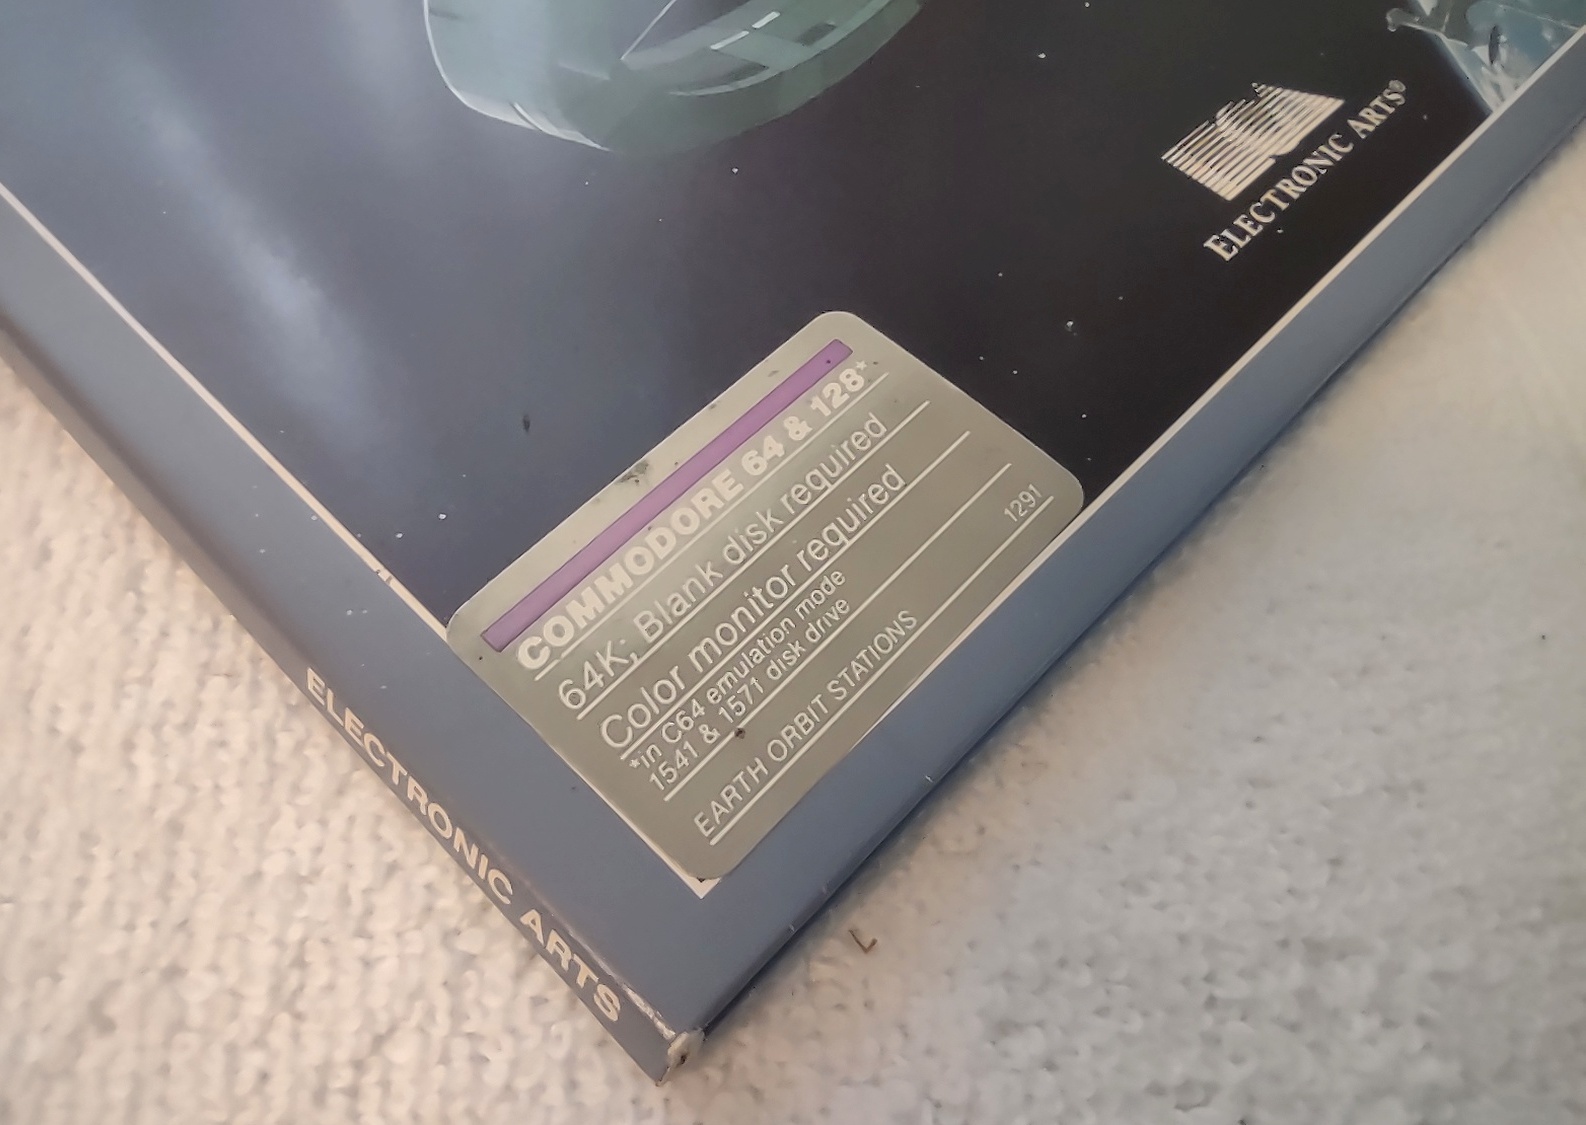 ELECTRONIC ARTS®
COMMODORE 64 & 128*
64K; Blank disk required
Color monitor required
*in C64 emulation mode
1541 & 1571 disk drive
1291
EARTH ORBIT STATIONS
ELECTRONIC ARTS